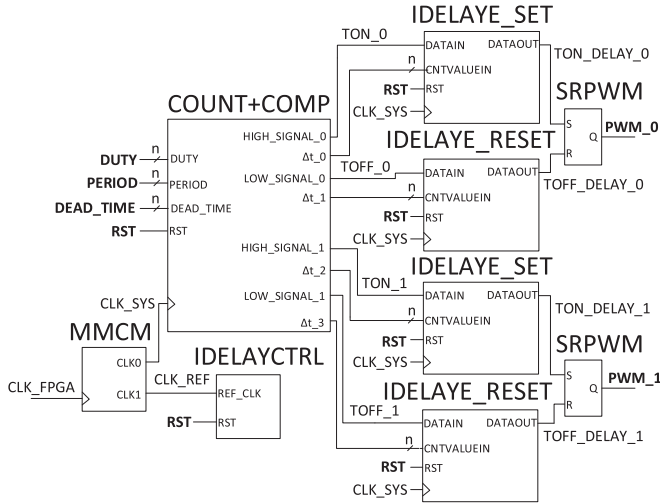 IDELAYE_SET
TON_0
DATAIN DATAOUT
n
CNTVALUEIN
RST RST
CLK_SYS
TON_DELAY_0
SRPWM
S
Q
R
PWM_0
COUNT+COMP
HIGH_SIGNAL_0
Δt_0
LOW_SIGNAL_0
Δt_1
HIGH_SIGNAL_1
Δt_2
LOW_SIGNAL_1
Δt_3
DUTY n DUTY
PERIOD n PERIOD
DEAD_TIME n DEAD_TIME
RST RST
CLK_SYS
IDELAYE_RESET
TOFF_0
DATAIN DATAOUT
n
CNTVALUEIN
RST RST
CLK_SYS
TOFF_DELAY_0
IDELAYE_SET
TON_1
DATAIN DATAOUT
n
CNTVALUEIN
RST RST
CLK_SYS
TON_DELAY_1
SRPWM
S
Q
R
PWM_1
MMCM
CLK_FPGA
CLK0
CLK1
CLK_REF
IDELAYCTRL
REF_CLK
RST RST
IDELAYE_RESET
TOFF_1
DATAIN DATAOUT
n
CNTVALUEIN
RST RST
CLK_SYS
TOFF_DELAY_1